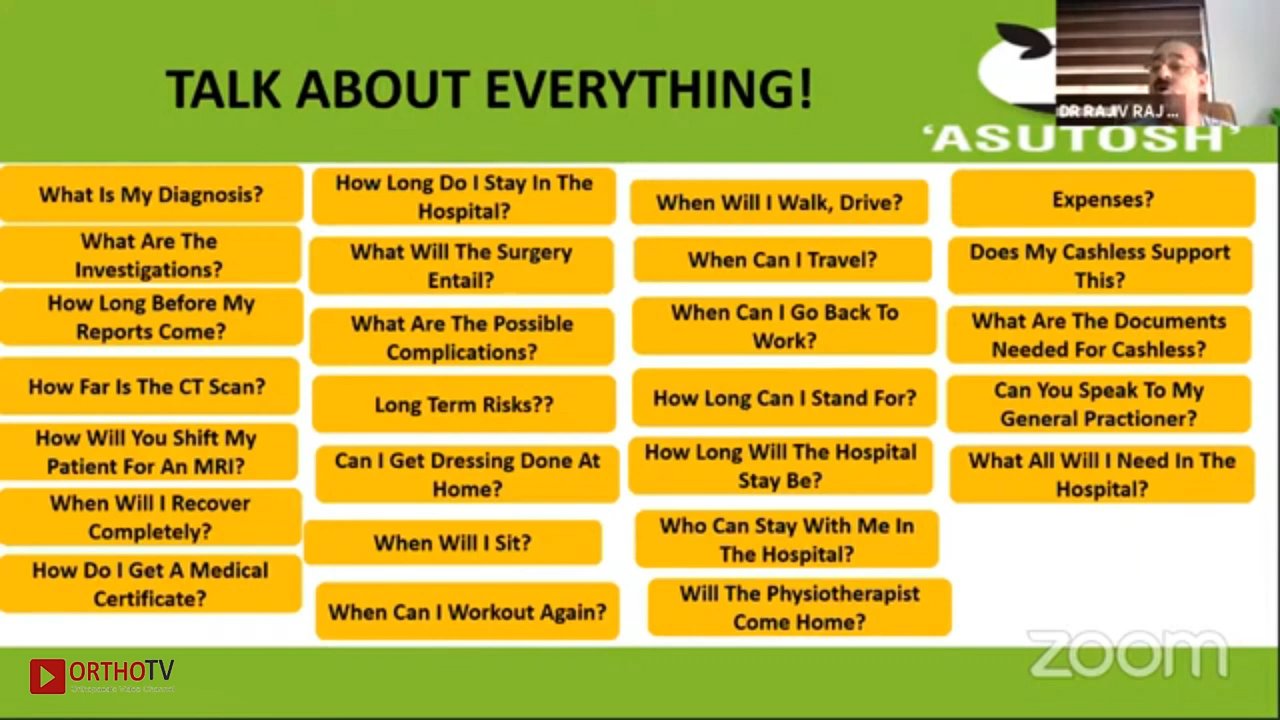 TALK ABOUT EVERYTHING!
DR RAJIV RAJ...
'ASUTOSH'
What Is My Diagnosis?
What Are The
Investigations?
How Long Before My
Reports Come?
How Far Is The CT Scan?
How Will You Shift My
Patient For An MRI?
When Will I Recover
Completely?
How Do I Get A Medical
Certificate?
How Long Do I Stay In The
Hospital?
What Will The Surgery
Entail?
What Are The Possible
Complications?
Long Term Risks??
Can I Get Dressing Done At
Home?
When Will I Sit?
When Can I Workout Again?
When Will I Walk, Drive?
When Can I Travel?
When Can I Go Back To
Work?
How Long Can I Stand For?
How Long Will The Hospital
Stay Be?
Who Can Stay With Me In
The Hospital?
Will The Physiotherapist
Come Home?
Expenses?
Does My Cashless Support
This?
What Are The Documents
Needed For Cashless?
Can You Speak To My
General Practioner?
What All Will I Need In The
Hospital?
ORTHOTV
zoom